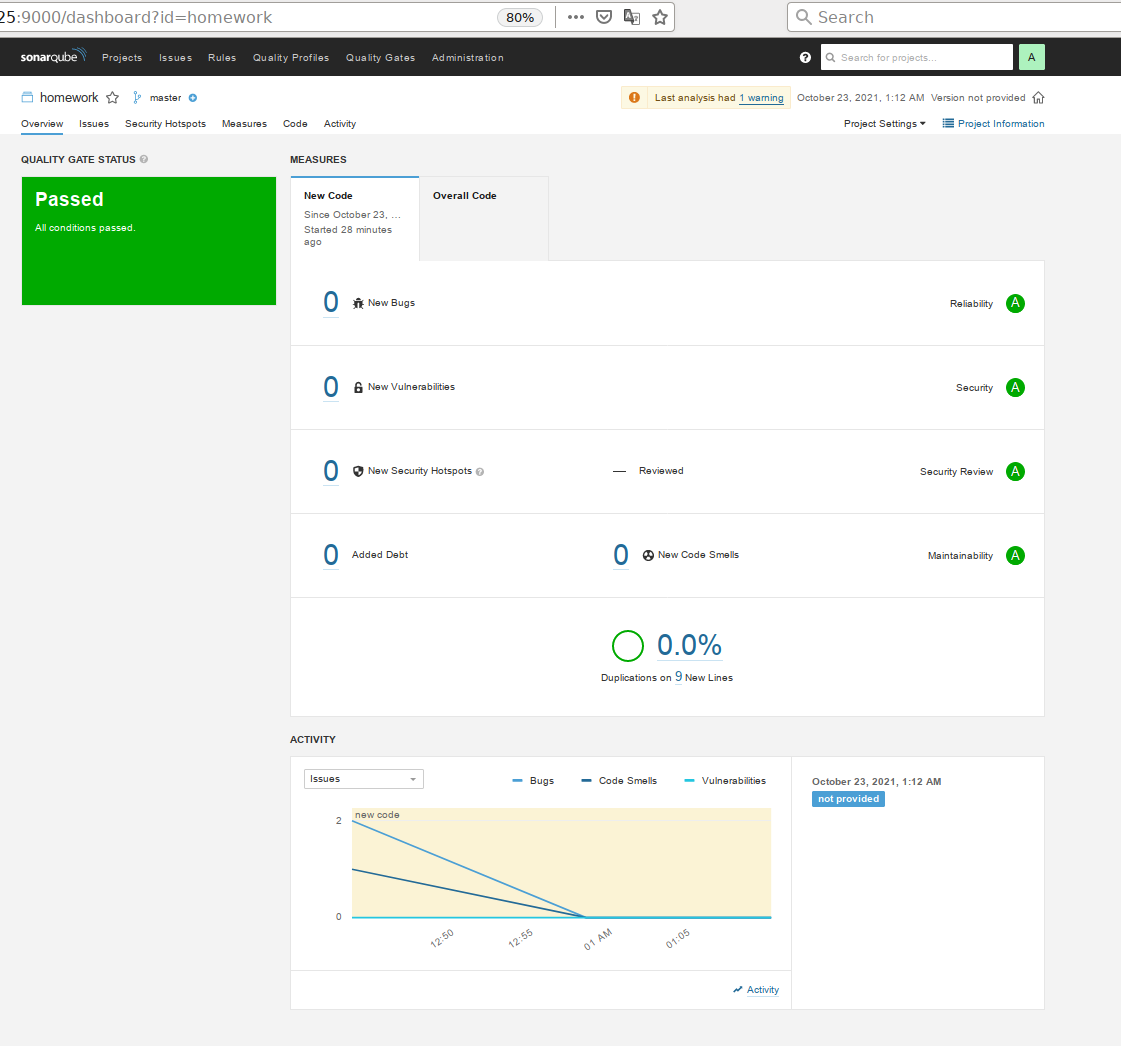 25:9000/dashboard?id=homework 80% Search
sonarqube Projects Issues Rules Quality Profiles Quality Gates Administration Search for projects... A
homework master Last analysis had 1 warning October 23, 2021, 1:12 AM Version not provided
Overview Issues Security Hotspots Measures Code Activity Project Settings Project Information
QUALITY GATE STATUS
Passed
All conditions passed.
MEASURES
New Code
Since October 23, ...
Started 28 minutes
ago
Overall Code
0 New Bugs Reliability A
0 New Vulnerabilities Security A
0 New Security Hotspots — Reviewed Security Review A
0 Added Debt 0 New Code Smells Maintainability A
0.0%
Duplications on 9 New Lines
ACTIVITY
Issues Bugs Code Smells Vulnerabilities
new code
2
0
12:50 12:55 01 AM 01:05
Activity
October 23, 2021, 1:12 AM
not provided